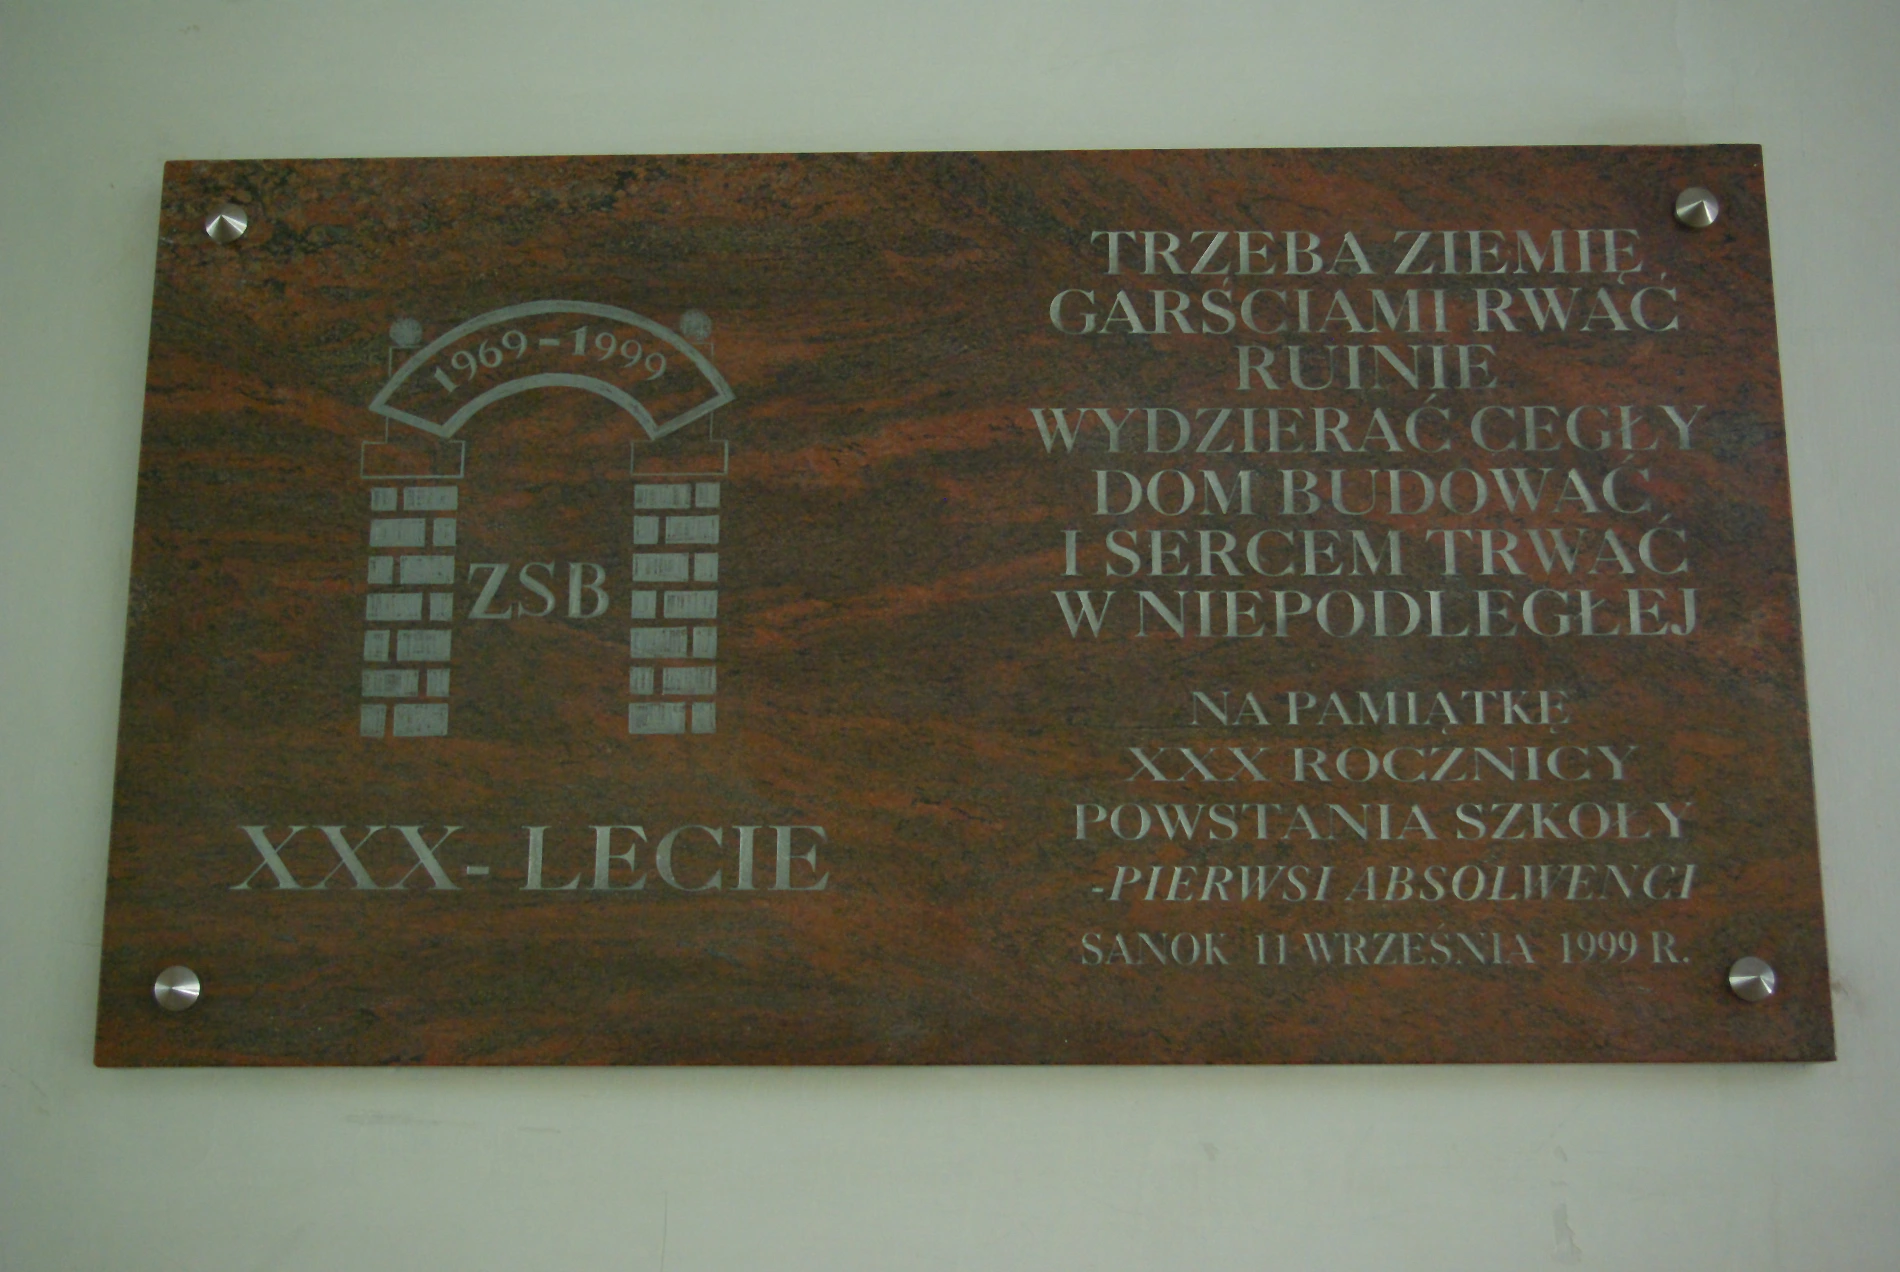 1969-1999
ZSB
XXX-LECIE
TRZEBA ZIEMIĘ
GARŚCIAMI RWAĆ
RUINIE
WYDZIERAĆ CEGŁY
DOM BUDOWAĆ
I SERCEM TRWAĆ
W NIEPODLEGŁEJ
NA PAMIĄTKĘ
XXX ROCZNICY
POWSTANIA SZKOŁY
-PIERWSI ABSOLWENCI
SANOK 11 WRZEŚNIA 1999 R.